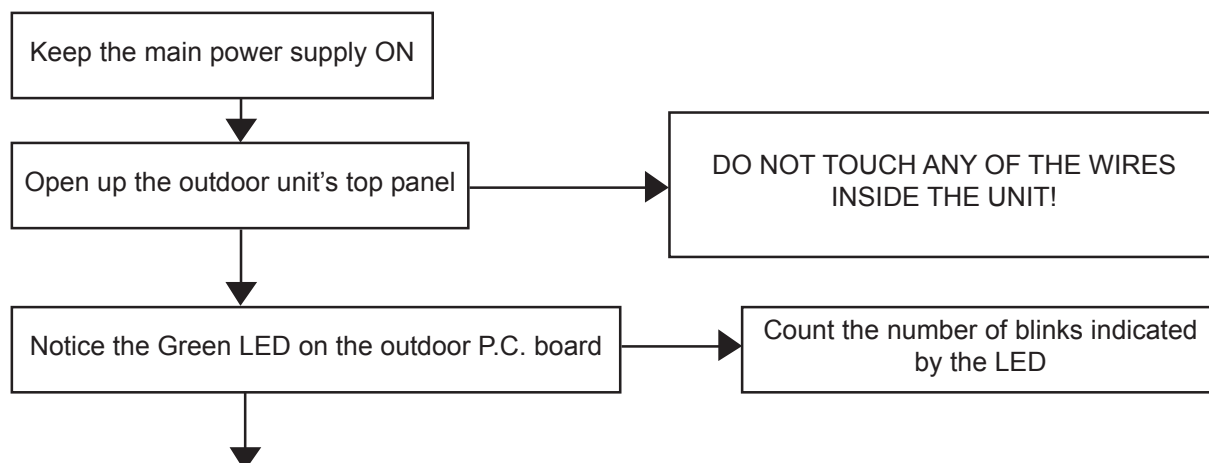 Keep the main power supply ON
Open up the outdoor unit's top panel
DO NOT TOUCH ANY OF THE WIRES
INSIDE THE UNIT!
Notice the Green LED on the outdoor P.C. board
Count the number of blinks indicated
by the LED